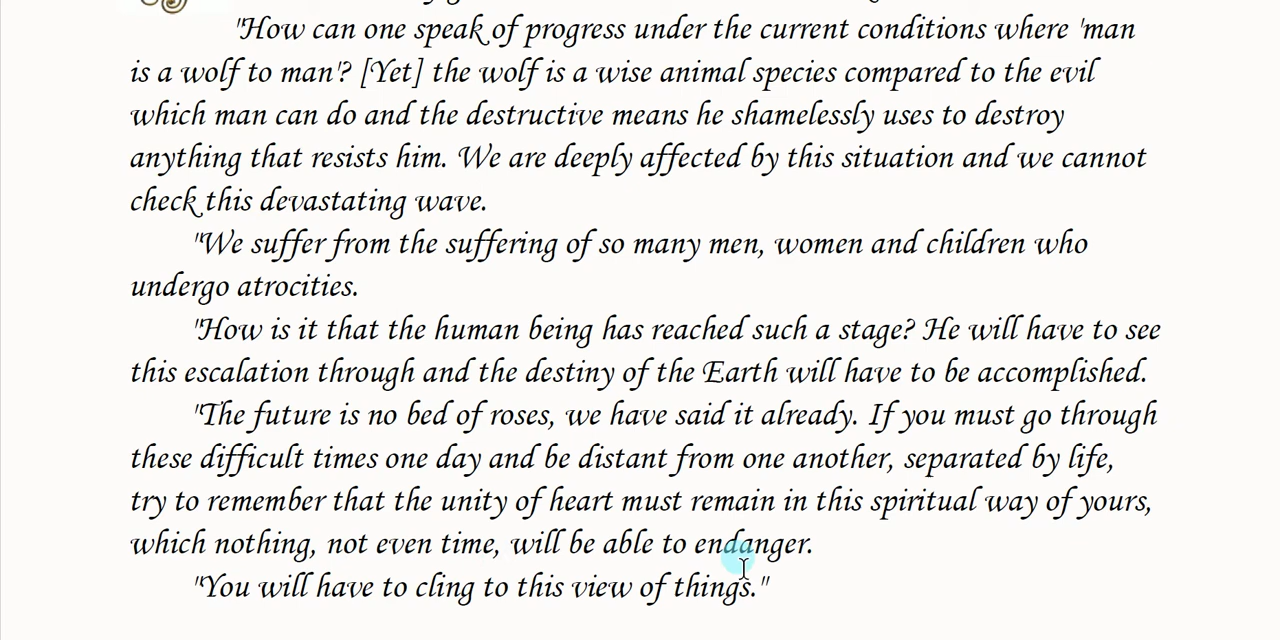 "How can one speak of progress under the current conditions where 'man
is a wolf to man'? [Yet] the wolf is a wise animal species compared to the evil
which man can do and the destructive means he shamelessly uses to destroy
anything that resists him. We are deeply affected by this situation and we cannot
check this devastating wave.
"We suffer from the suffering of so many men, women and children who
undergo atrocities.
"How is it that the human being has reached such a stage? He will have to see
this escalation through and the destiny of the Earth will have to be accomplished.
"The future is no bed of roses, we have said it already. If you must go through
these difficult times one day and be distant from one another, separated by life,
try to remember that the unity of heart must remain in this spiritual way of yours,
which nothing, not even time, will be able to endanger.
"You will have to cling to this view of things."